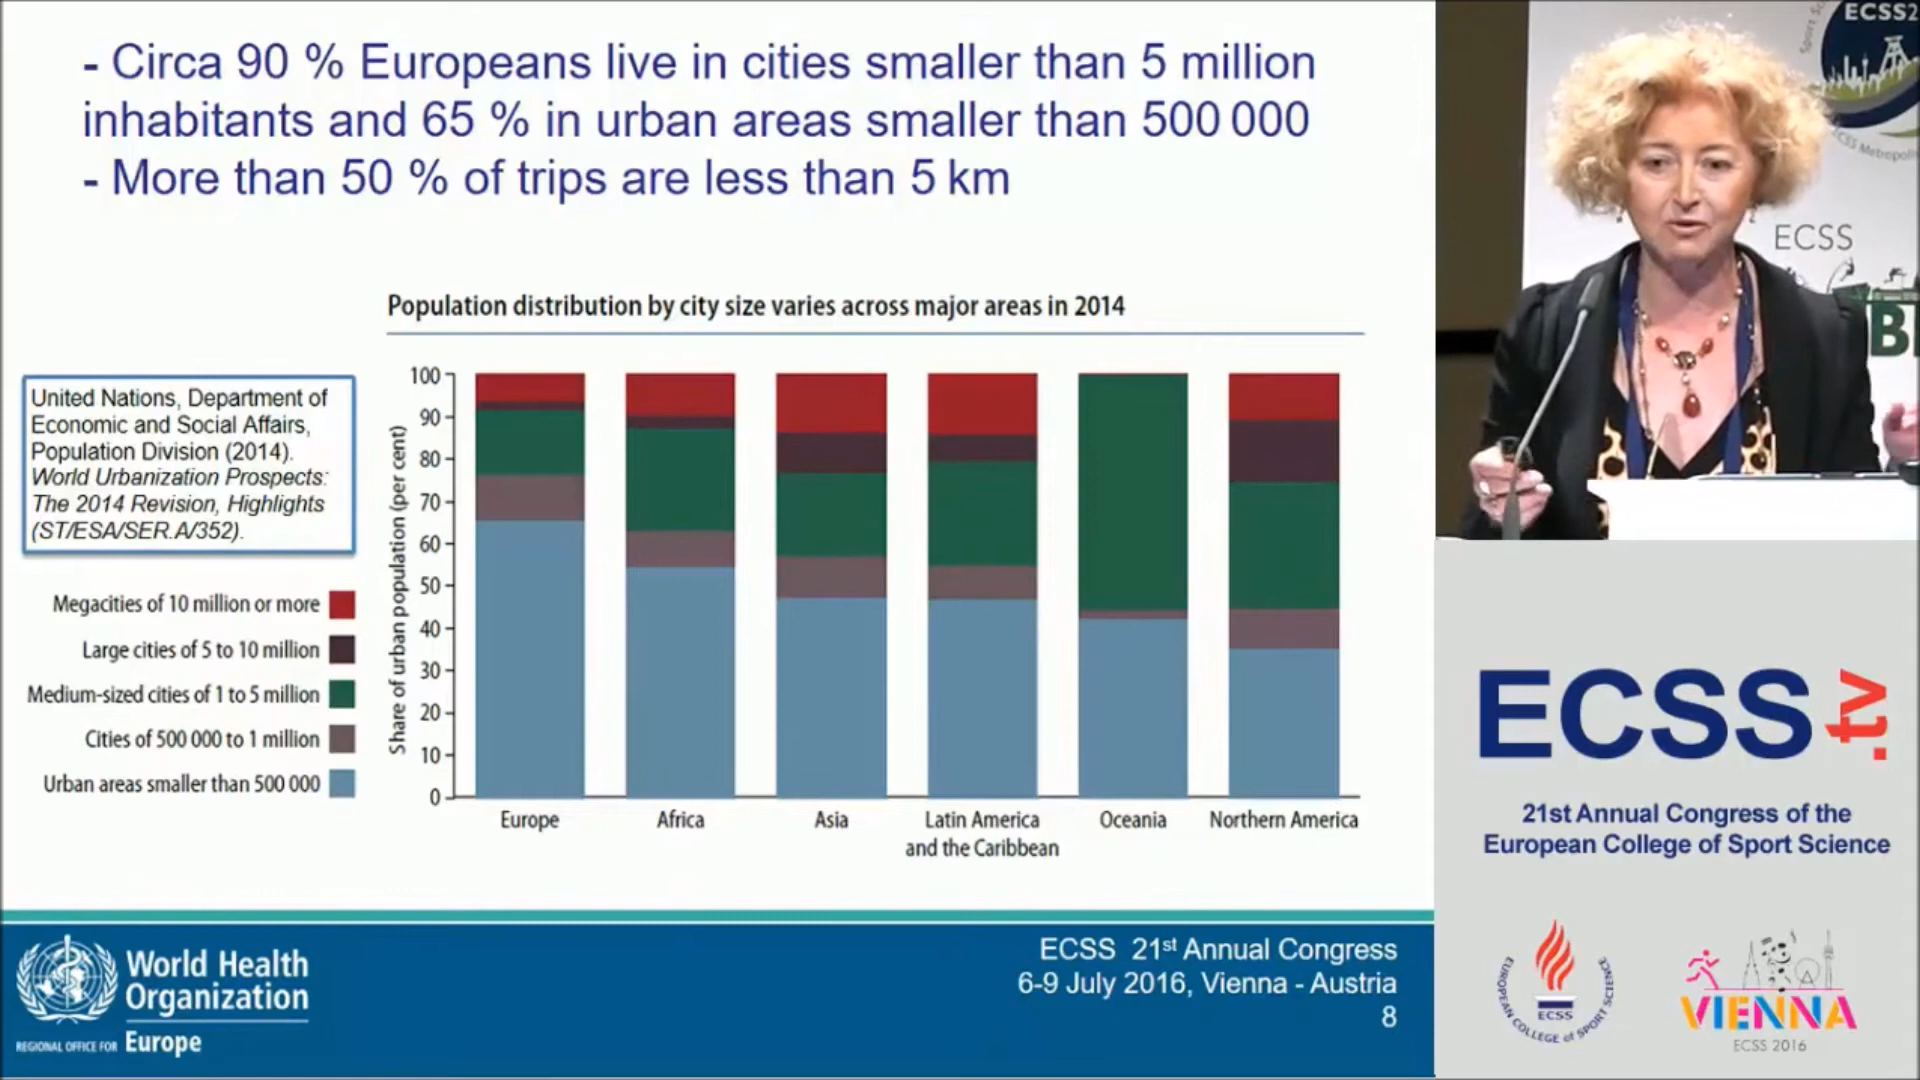 - Circa 90 % Europeans live in cities smaller than 5 million
inhabitants and 65 % in urban areas smaller than 500 000
- More than 50 % of trips are less than 5 km
Population distribution by city size varies across major areas in 2014
United Nations, Department of
Economic and Social Affairs,
Population Division (2014).
World Urbanization Prospects:
The 2014 Revision, Highlights
(ST/ESA/SER.A/352).
Megacities of 10 million or more
Large cities of 5 to 10 million
Medium-sized cities of 1 to 5 million
Cities of 500 000 to 1 million
Urban areas smaller than 500 000
Share of urban population (per cent)
100
90
80
70
60
50
40
30
20
10
0
Europe
Africa
Asia
Latin America
and the Caribbean
Oceania
Northern America
World Health
Organization
REGIONAL OFFICE FOR Europe
ECSS 21st Annual Congress
6-9 July 2016, Vienna - Austria
8
ECSS2
ECSS
B
ECSS.tv
21st Annual Congress of the
European College of Sport Science
EUROPEAN COLLEGE of SPORT SCIENCE
ECSS
VIENNA
ECSS 2016